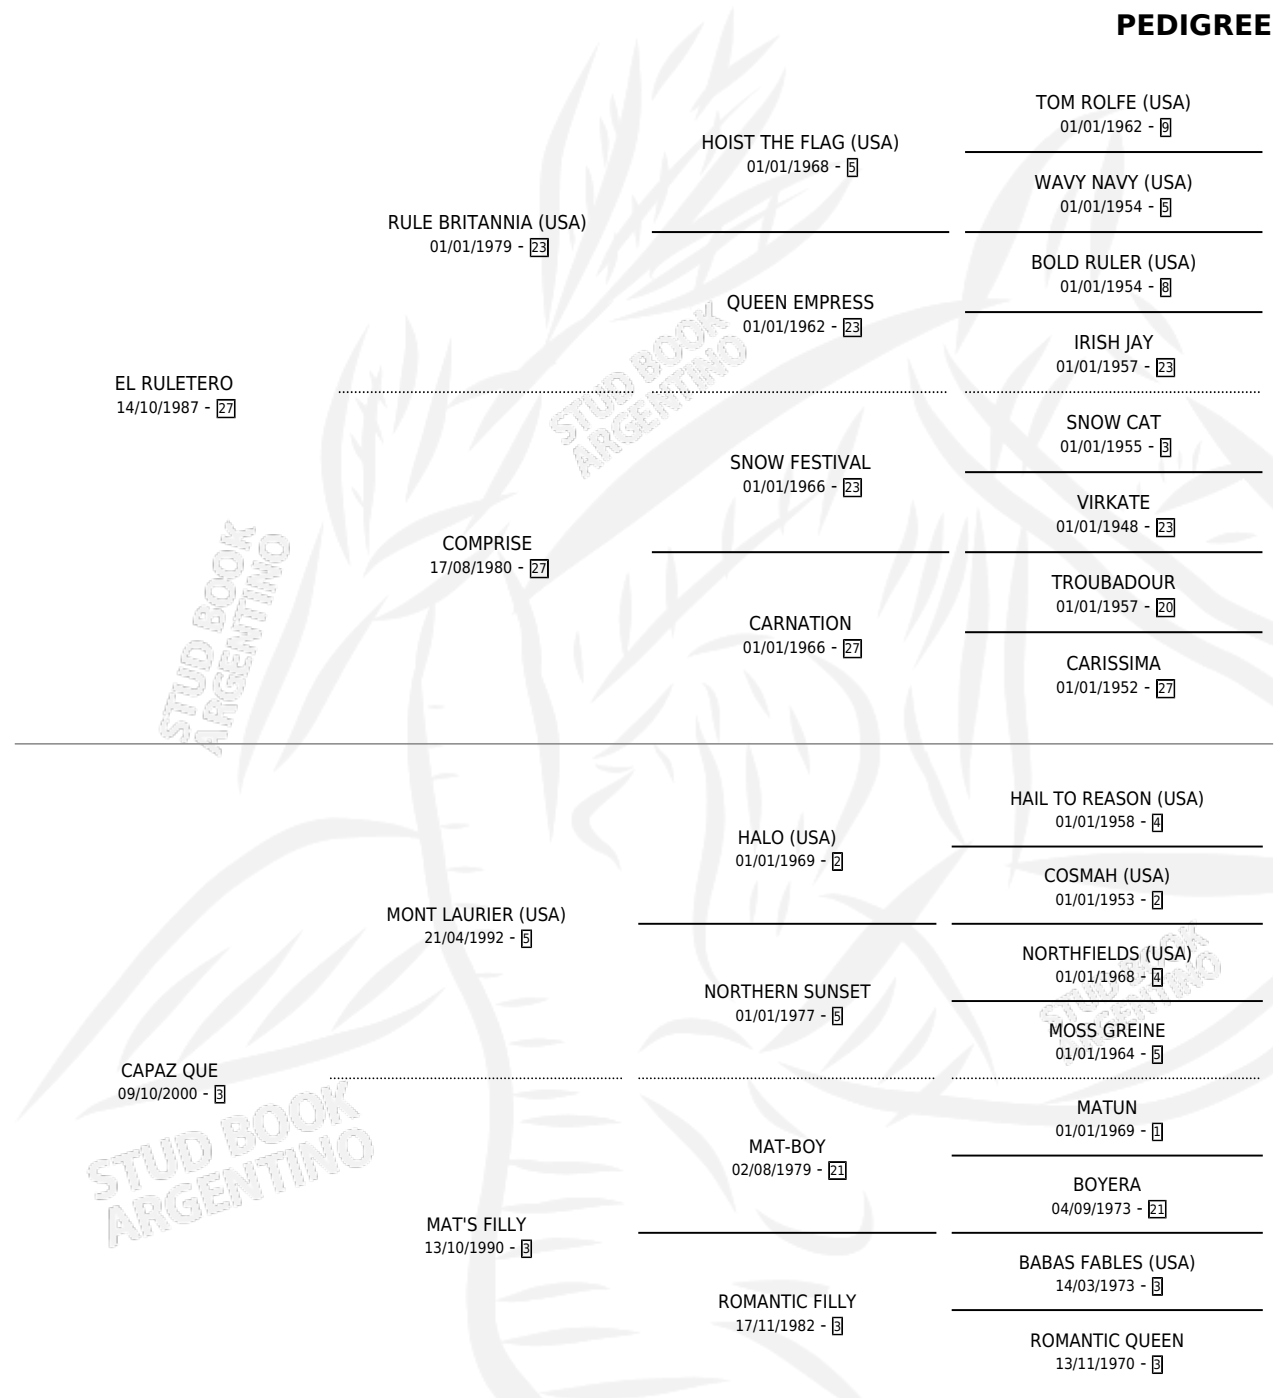 PEDIGREE
TOM ROLFE (USA)
01/01/1962 - 9
HOIST THE FLAG (USA)
01/01/1968 - 5
WAVY NAVY (USA)
01/01/1954 - 5
RULE BRITANNIA (USA)
01/01/1979 - 23
BOLD RULER (USA)
01/01/1954 - 8
QUEEN EMPRESS
01/01/1962 - 23
IRISH JAY
01/01/1957 - 23
EL RULETERO
14/10/1987 - 27
SNOW CAT
01/01/1955 - 3
SNOW FESTIVAL
01/01/1966 - 23
VIRKATE
01/01/1948 - 23
COMPRISE
17/08/1980 - 27
TROUBADOUR
01/01/1957 - 20
CARNATION
01/01/1966 - 27
CARISSIMA
01/01/1952 - 27
HAIL TO REASON (USA)
01/01/1958 - 4
HALO (USA)
01/01/1969 - 2
COSMAH (USA)
01/01/1953 - 2
MONT LAURIER (USA)
21/04/1992 - 5
NORTHFIELDS (USA)
01/01/1968 - 4
NORTHERN SUNSET
01/01/1977 - 5
MOSS GREINE
01/01/1964 - 5
CAPAZ QUE
09/10/2000 - 3
MATUN
01/01/1969 - 1
MAT-BOY
02/08/1979 - 21
BOYERA
04/09/1973 - 21
MAT'S FILLY
13/10/1990 - 3
BABAS FABLES (USA)
14/03/1973 - 3
ROMANTIC FILLY
17/11/1982 - 3
ROMANTIC QUEEN
13/11/1970 - 3
STUD BOOK
ARGENTINO
STUD BOOK
ARGENTINO
STUD BOOK
ARGENTINO
STUD BOOK
ARGENTINO